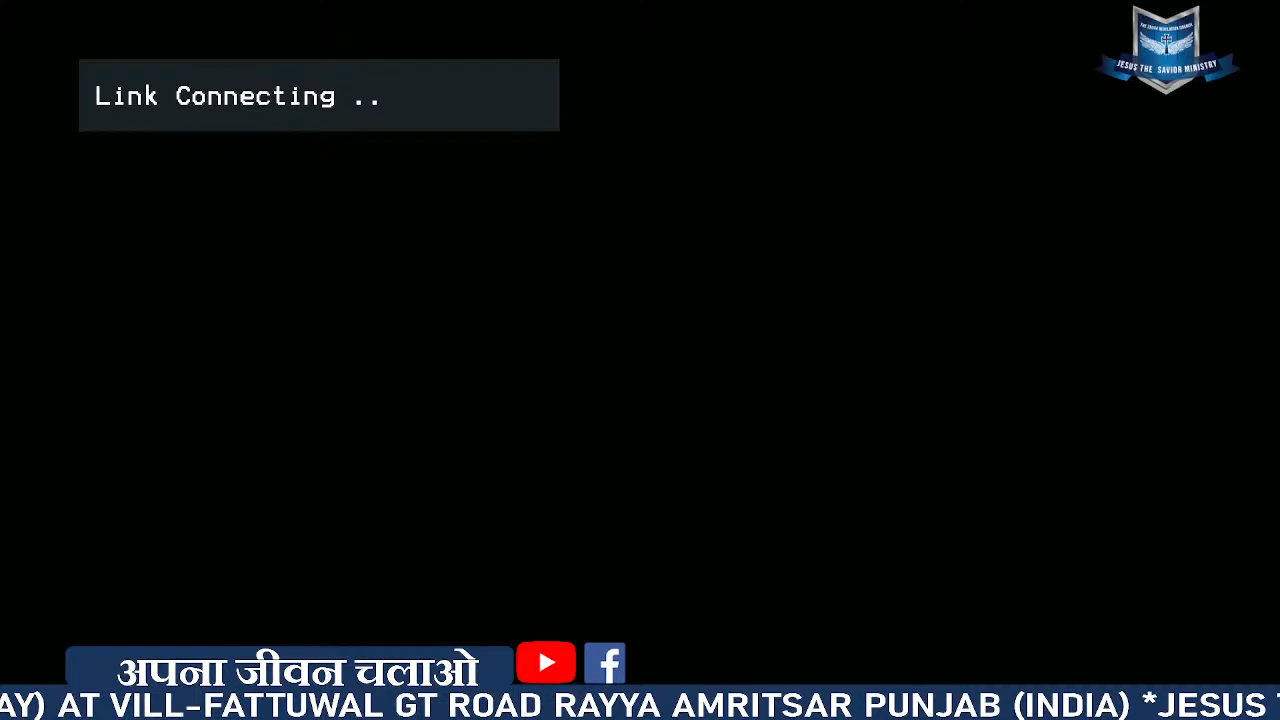 Link Connecting ..
JESUS THE SAVIOR MINISTRY
अपना जीवन चलाओ
AY) AT VILL-FATTUWAL GT ROAD RAYYA AMRITSAR PUNJAB (INDIA) *JESUS